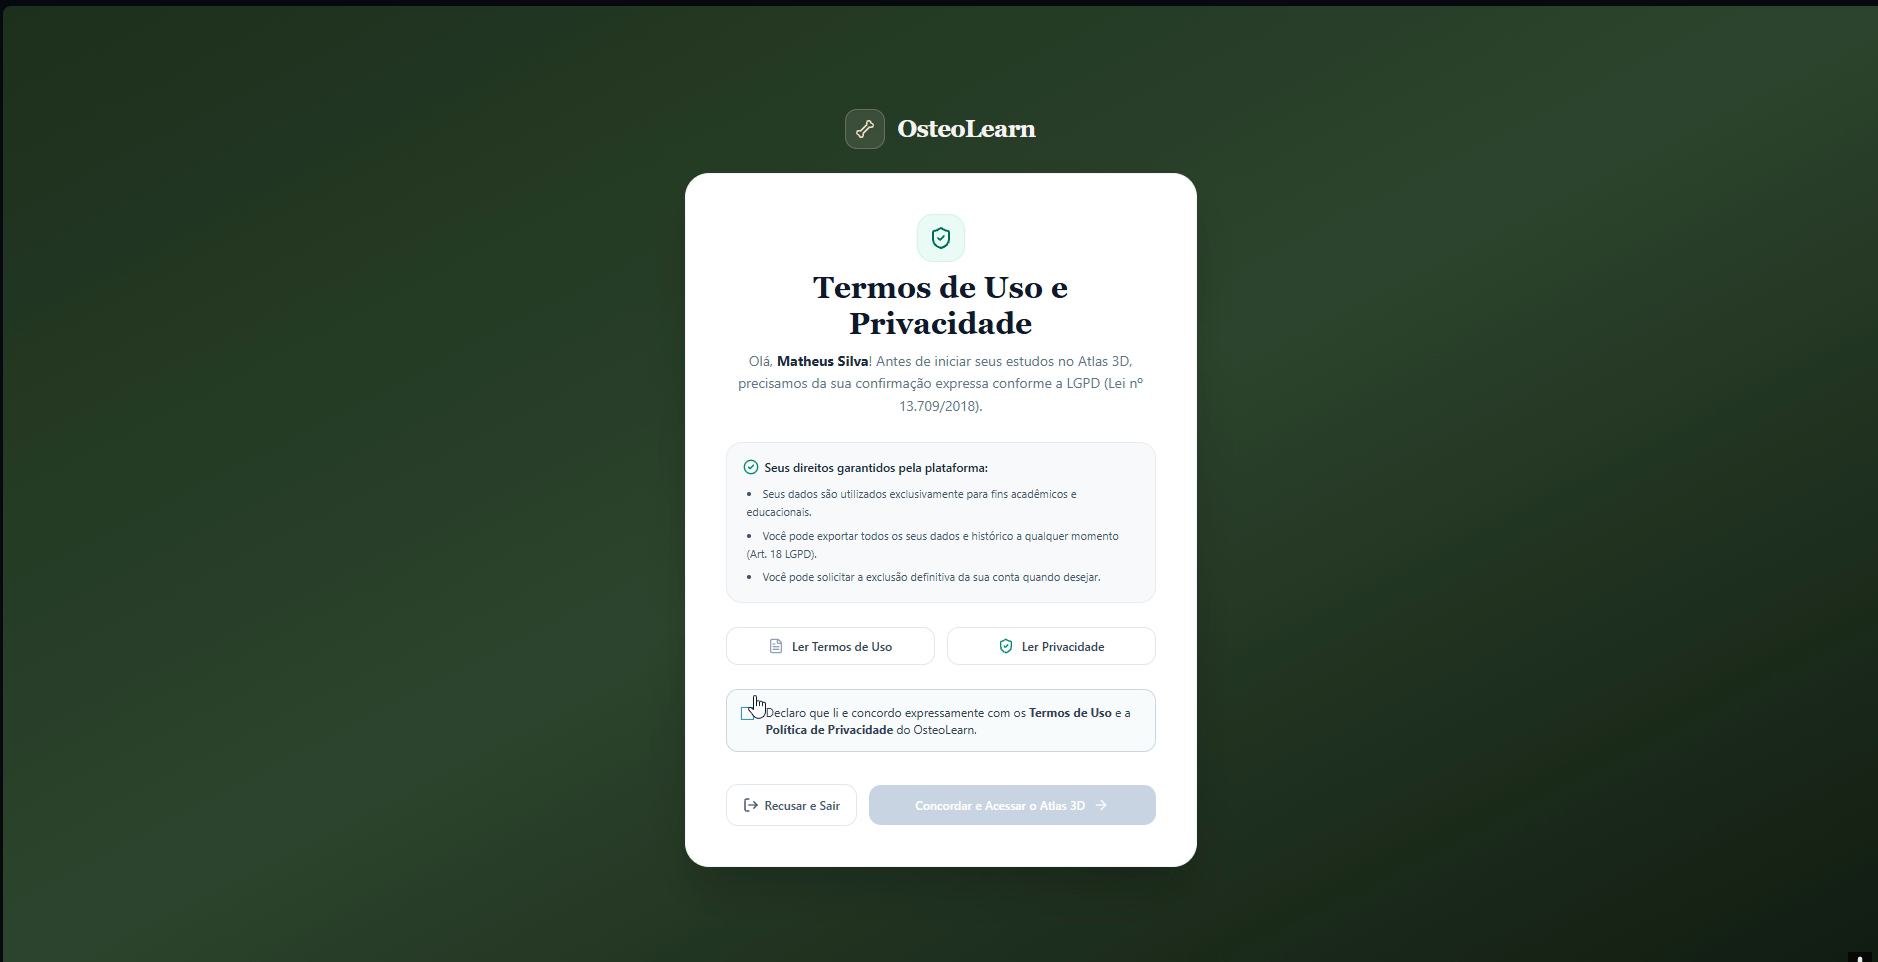 OsteoLearn
Termos de Uso e
Privacidade
Olá, Matheus Silva! Antes de iniciar seus estudos no Atlas 3D,
precisamos da sua confirmação expressa conforme a LGPD (Lei nº
13.709/2018).
Seus direitos garantidos pela plataforma:
• Seus dados são utilizados exclusivamente para fins acadêmicos e
educacionais.
• Você pode exportar todos os seus dados e histórico a qualquer momento
(Art. 18 LGPD).
• Você pode solicitar a exclusão definitiva da sua conta quando desejar.
Ler Termos de Uso
Ler Privacidade
Declaro que li e concordo expressamente com os Termos de Uso e a
Política de Privacidade do OsteoLearn.
Recusar e Sair
Concordar e Acessar o Atlas 3D